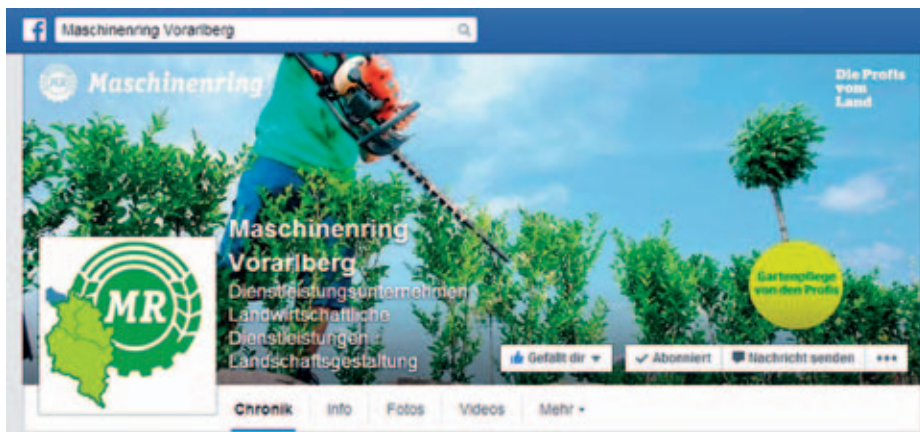 Maschinenring Vorarlberg
MR Maschinenring
Die Profis
vom
Land
Maschinenring
Vorarlberg
Dienstleistungsunternehmen
Landwirtschaftliche
Dienstleistungen
Landschaftsgestaltung
MR
Gartenpflege
von den Profis
Gefällt dir
Abonniert
Nachricht senden
Chronik Info Fotos Videos Mehr